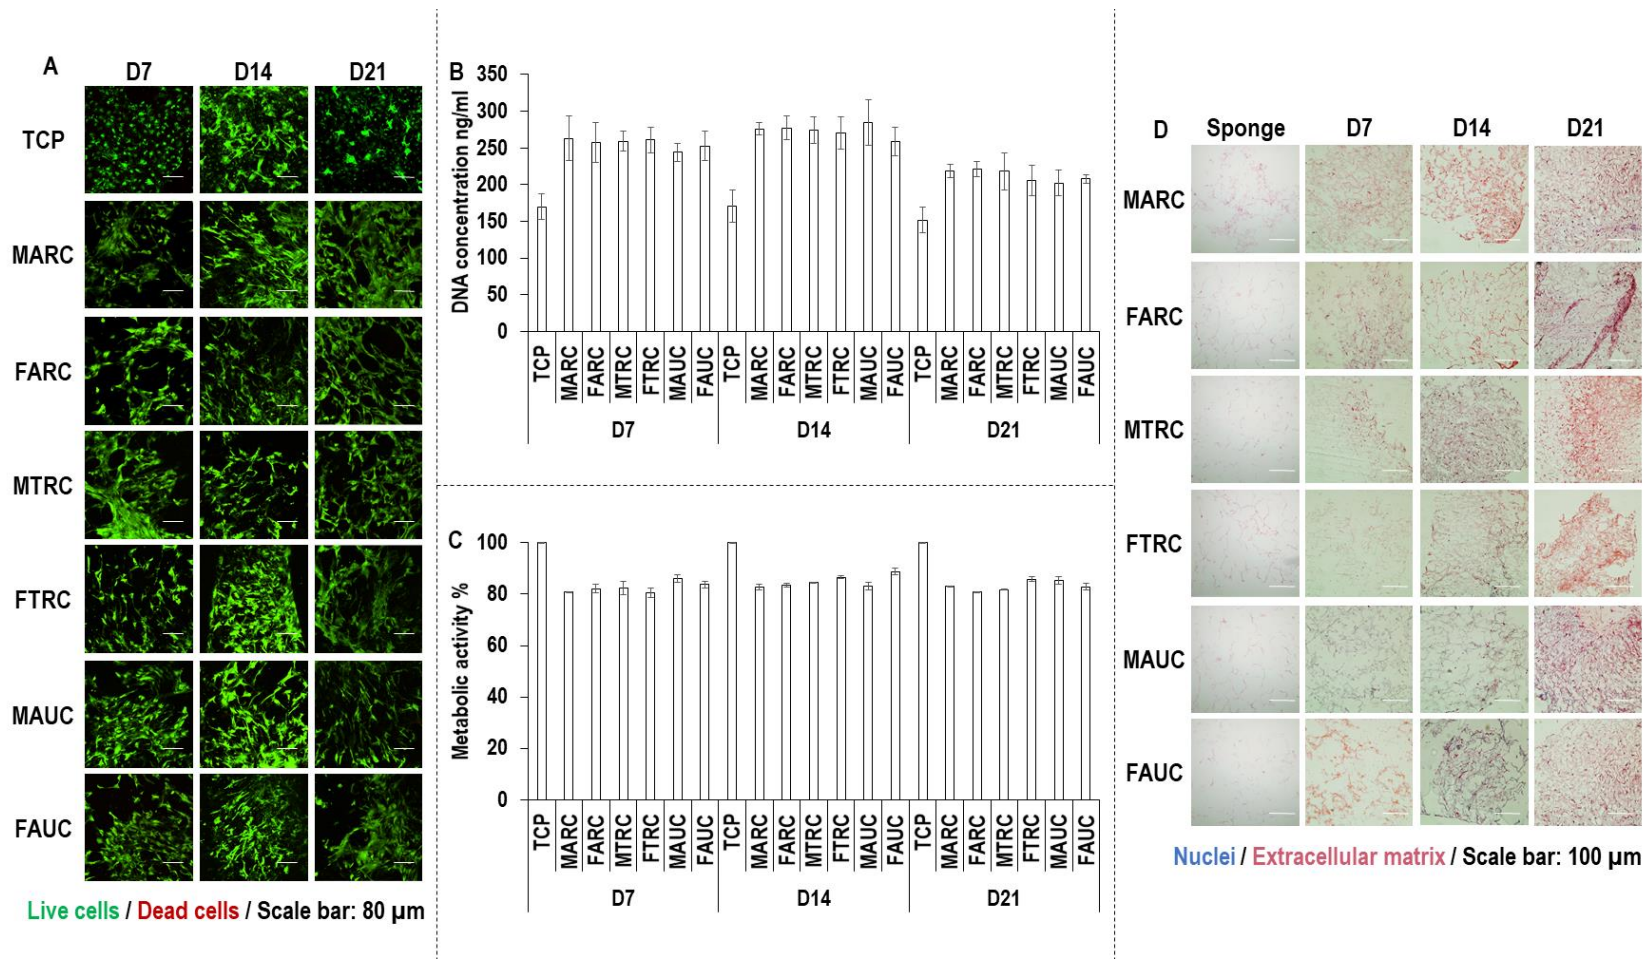 A
D7 D14 D21
TCP
MARC
FARC
MTRC
FTRC
MAUC
FAUC
Live cells / Dead cells / Scale bar: 80 µm
B
DNA concentration ng/ml
350
300
250
200
150
100
50
0
TCP MARC FARC MTRC FTRC MAUC FAUC TCP MARC FARC MTRC FTRC MAUC FAUC TCP MARC FARC MTRC FTRC MAUC FAUC
D7 D14 D21
C
Metabolic activity %
100
80
60
40
20
0
TCP MARC FARC MTRC FTRC MAUC FAUC TCP MARC FARC MTRC FTRC MAUC FAUC TCP MARC FARC MTRC FTRC MAUC FAUC
D7 D14 D21
D
Sponge D7 D14 D21
MARC
FARC
MTRC
FTRC
MAUC
FAUC
Nuclei / Extracellular matrix / Scale bar: 100 µm